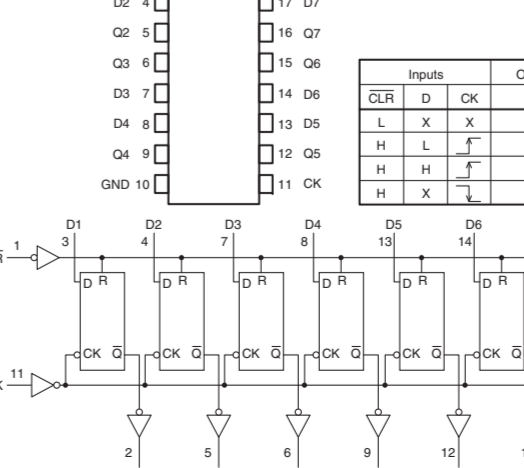 D2 4 17 D7
Q2 5 16 Q7
Q3 6 15 Q6
D3 7 14 D6
D4 8 13 D5
Q4 9 12 Q5
GND 10 11 CK
Inputs
CLR D CK
L X X
H L
H H
H X
D1 D2 D3 D4 D5 D6
1 3 4 7 8 13 14
D R D R D R D R D R D R
CK Q CK Q CK Q CK Q CK Q CK Q
11
2 5 6 9 12